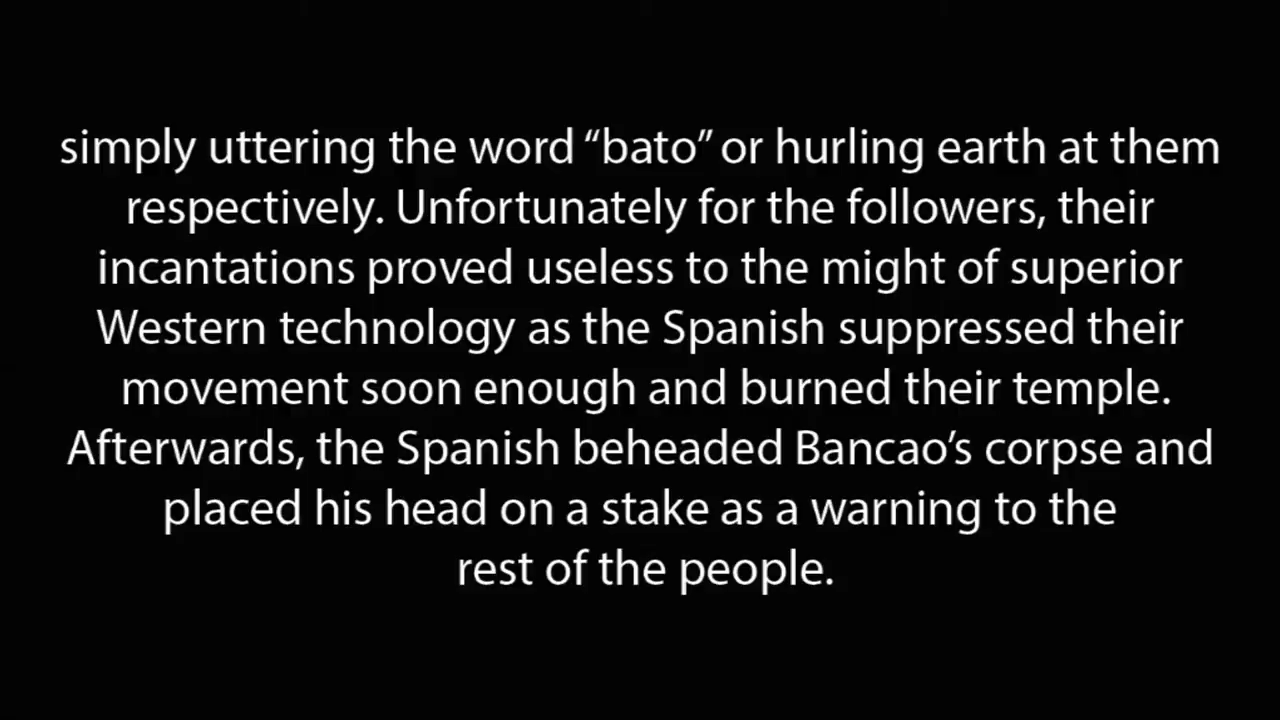 simply uttering the word “bato” or hurling earth at them
respectively. Unfortunately for the followers, their
incantations proved useless to the might of superior
Western technology as the Spanish suppressed their
movement soon enough and burned their temple.
Afterwards, the Spanish beheaded Bancao’s corpse and
placed his head on a stake as a warning to the
rest of the people.